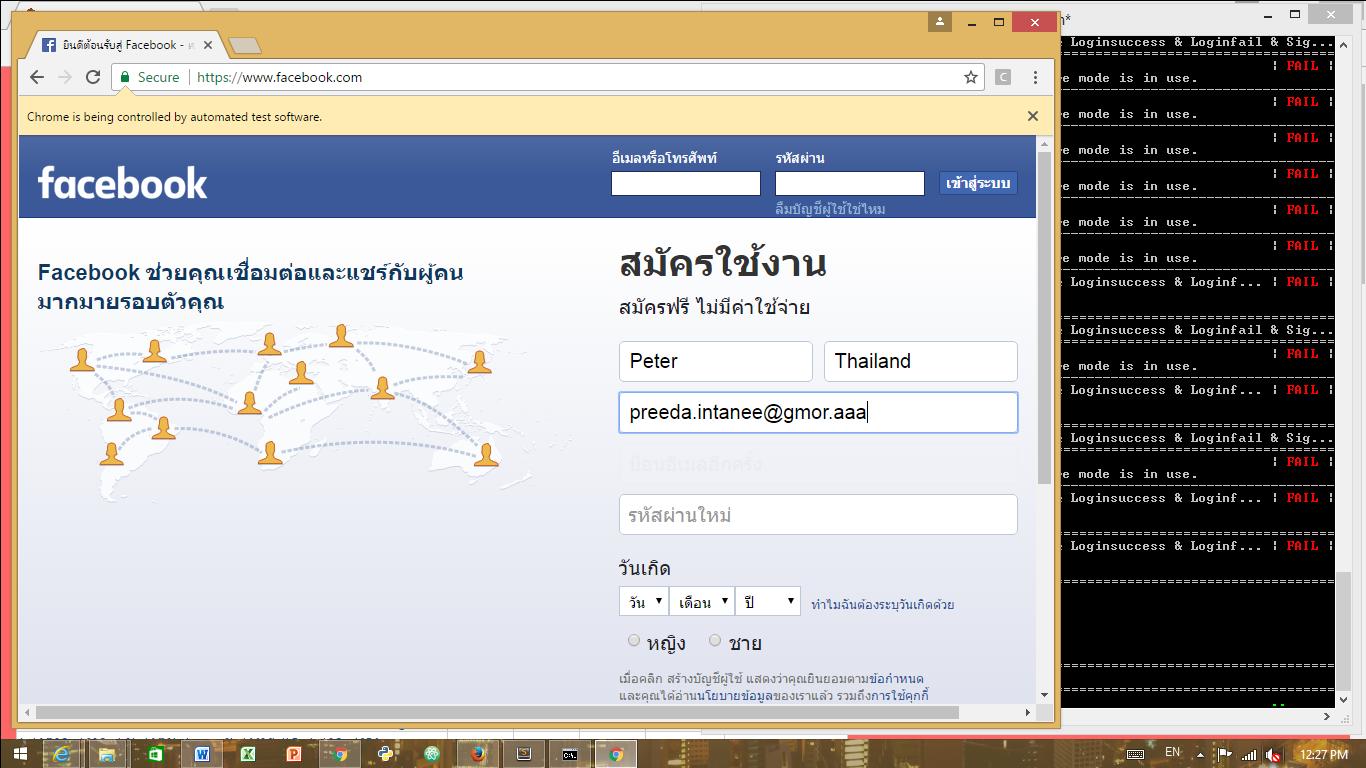 ยินดีต้อนรับสู่ Facebook -
Secure https://www.facebook.com
C
Chrome is being controlled by automated test software.
facebook
อีเมลหรือโทรศัพท์
รหัสผ่าน
เข้าสู่ระบบ
ลืมบัญชีผู้ใช้ใช่ไหม
Facebook ช่วยคุณเชื่อมต่อและแชร์กับผู้คน
มากมายรอบตัวคุณ
สมัครใช้งาน
สมัครฟรี ไม่มีค่าใช้จ่าย
Peter
Thailand
preeda.intanee@gmor.aaa
ป้อนอีเมลอีกครั้ง
รหัสผ่านใหม่
วันเกิด
วัน
เดือน
ปี
ทำไมฉันต้องระบุวันเกิดด้วย
หญิง
ชาย
เมื่อคลิก สร้างบัญชีผู้ใช้ แสดงว่าคุณยินยอมตามข้อกำหนด
และคุณได้อ่านนโยบายข้อมูลของเราแล้ว รวมถึงการใช้คุกกี้
Loginsuccess & Loginfail & Sig...
| FAIL |
mode is in use.
| FAIL |
mode is in use.
| FAIL |
mode is in use.
| FAIL |
mode is in use.
| FAIL |
mode is in use.
| FAIL |
mode is in use.
Loginsuccess & Loginf... | FAIL |
Loginsuccess & Loginfail & Sig...
| FAIL |
mode is in use.
Loginsuccess & Loginf... | FAIL |
Loginsuccess & Loginfail & Sig...
| FAIL |
mode is in use.
Loginsuccess & Loginf... | FAIL |
Loginsuccess & Loginf... | FAIL |
EN
12:27 PM